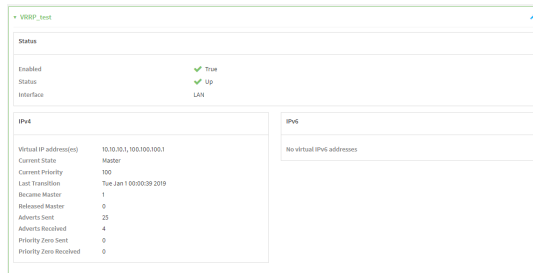 VRRP_test
Status
Enabled True
Status Up
Interface LAN
IPv4
Virtual IP address(es) 10.10.10.1, 100.100.100.1
Current State Master
Current Priority 100
Last Transition Tue Jan 1 00:00:39 2019
Became Master 1
Released Master 0
Adverts Sent 25
Adverts Received 4
Priority Zero Sent 0
Priority Zero Received 0
IPv6
No virtual IPv6 addresses